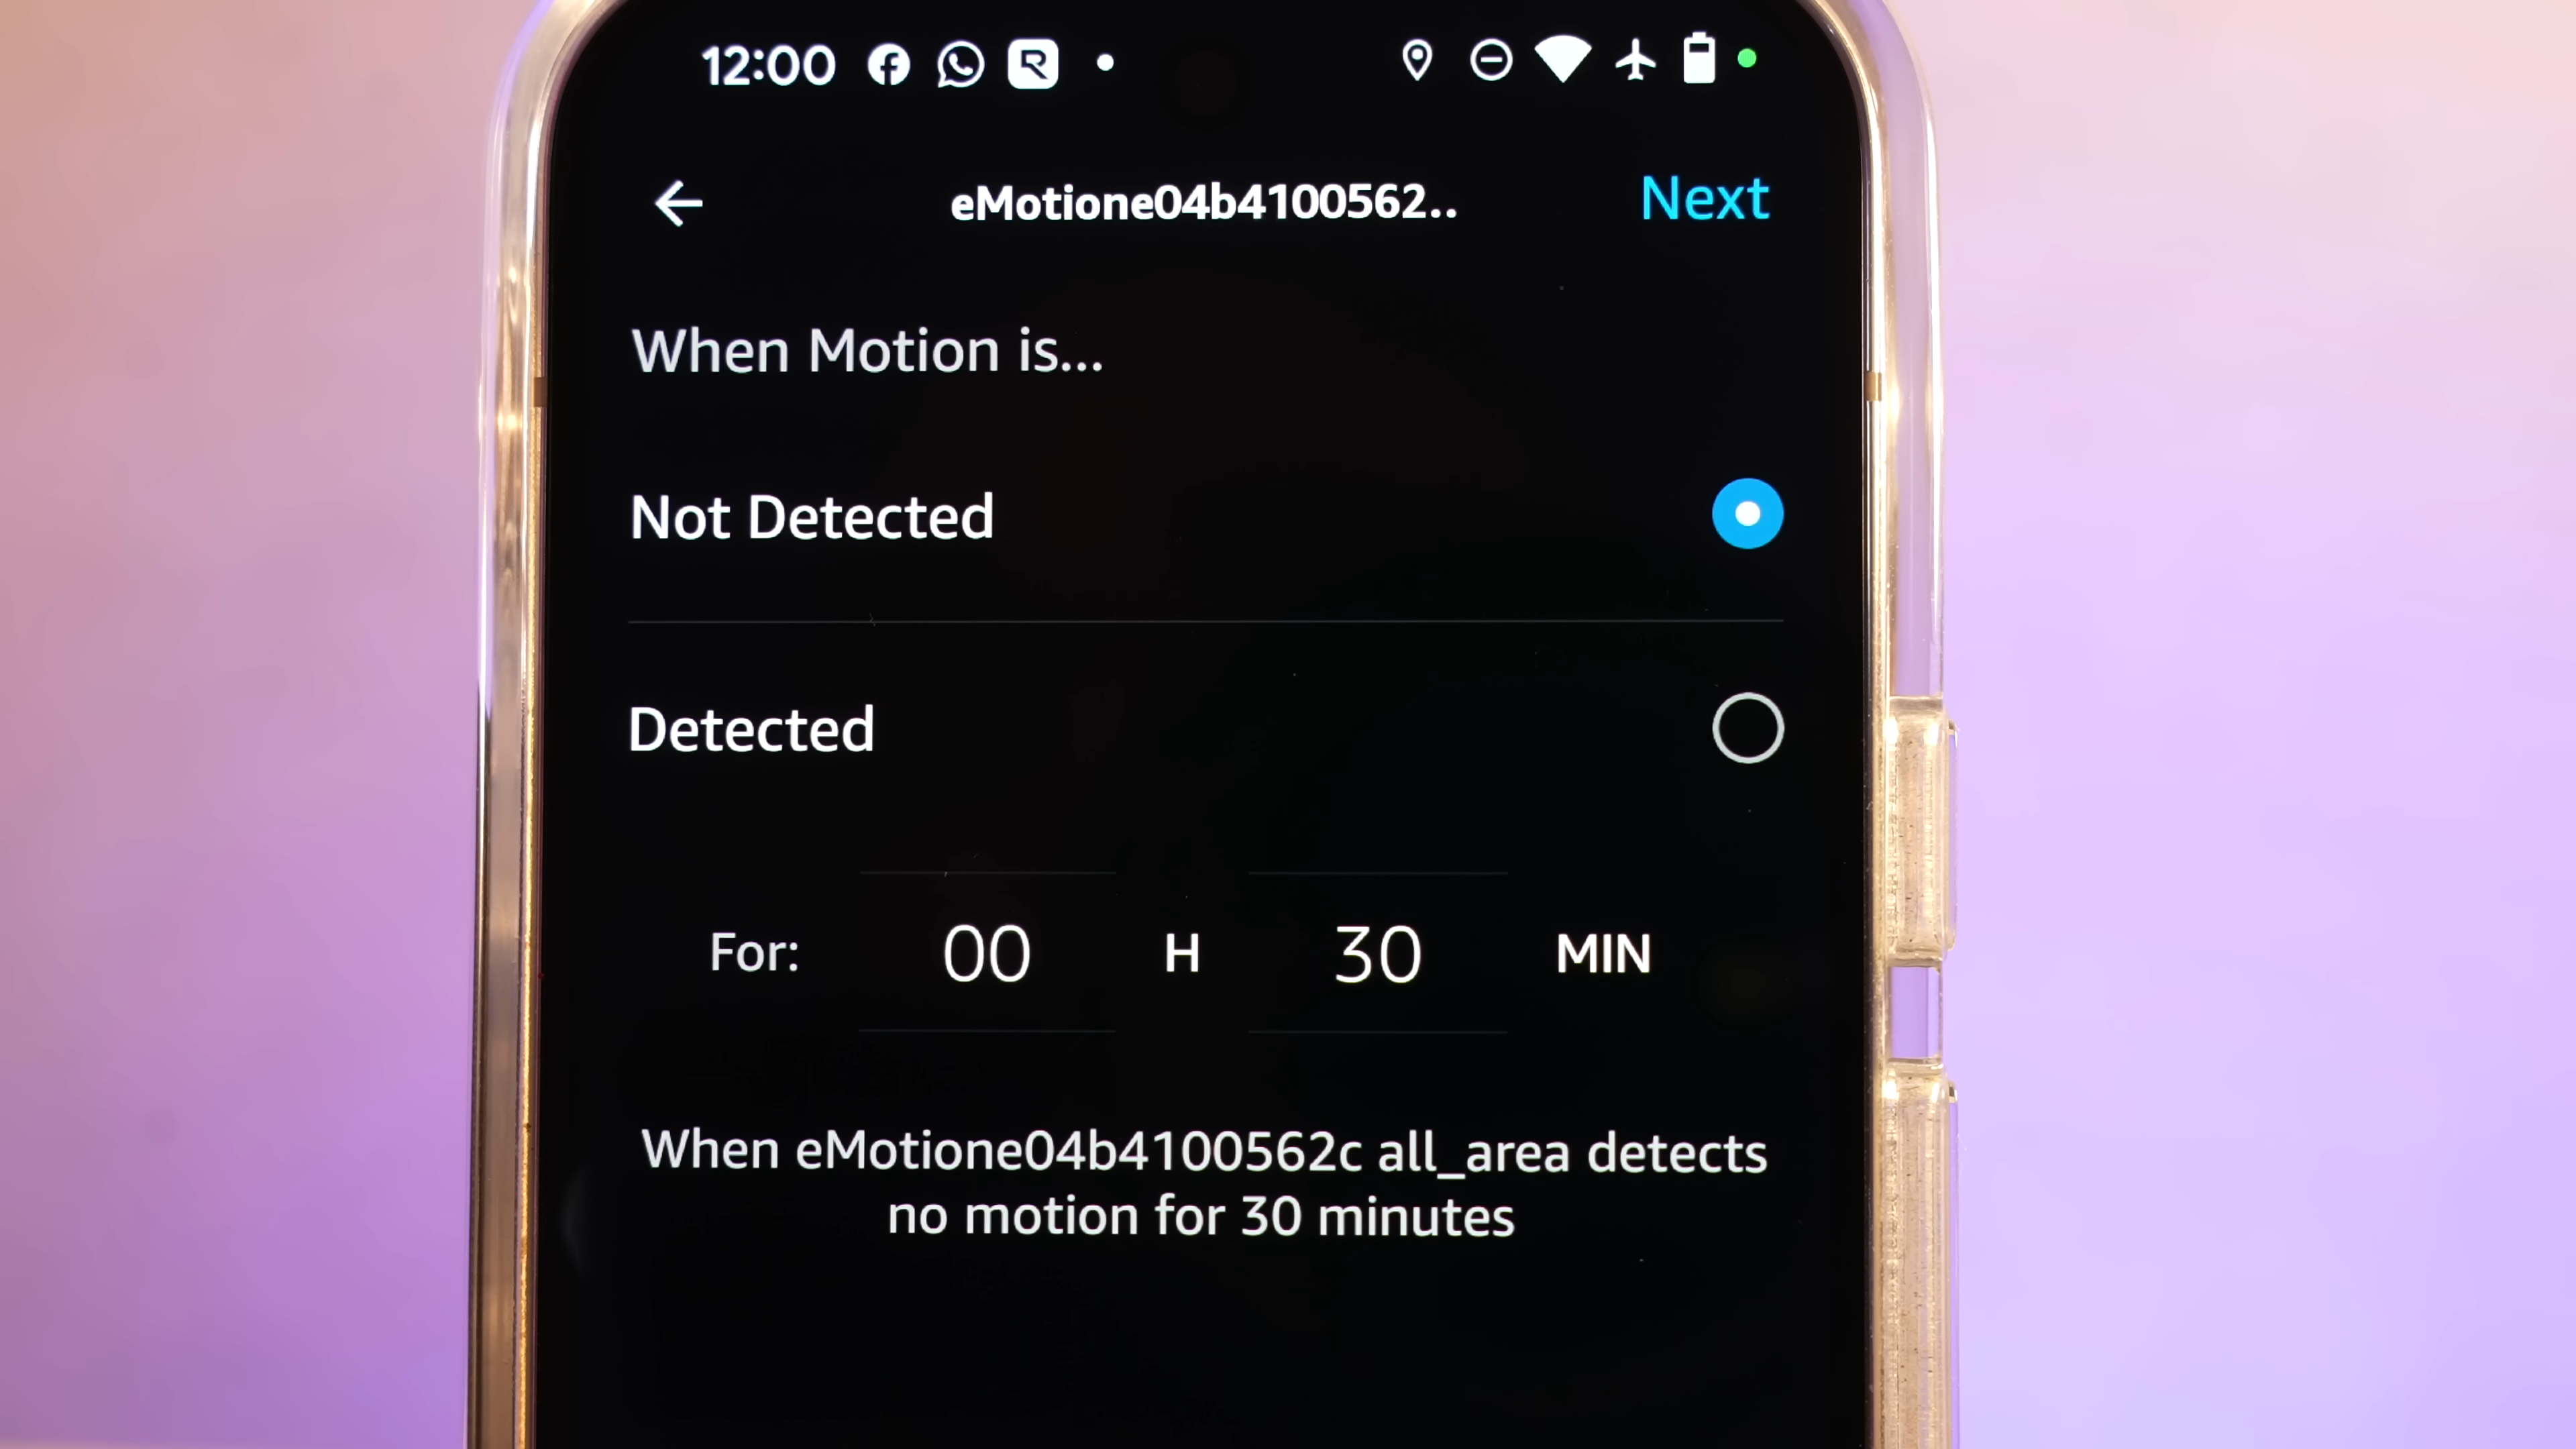 12:00
eMotione04b4100562..
Next
When Motion is...
Not Detected
Detected
For: 00 H 30 MIN
When eMotione04b4100562c all_area detects
no motion for 30 minutes